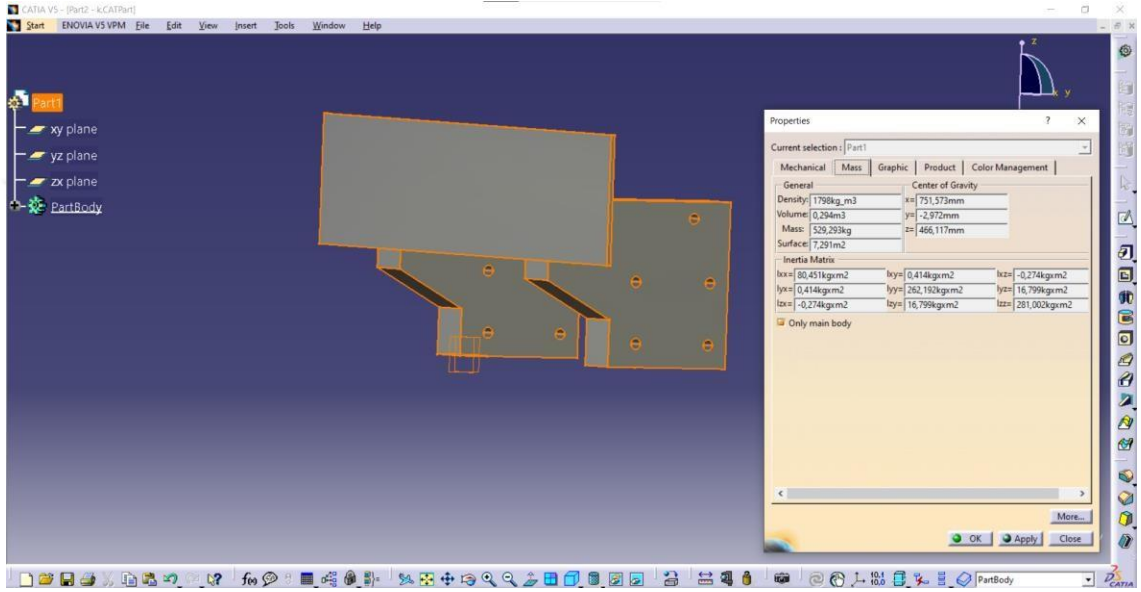 CATIA V5 - [Part2 - k.CATPart]
Start ENOVIA V5 VPM File Edit View Insert Tools Window Help
z
x y
Part1
xy plane
yz plane
zx plane
PartBody
Properties ? ×
Current selection : Part1
Mechanical Mass Graphic Product Color Management
General Center of Gravity
Density: 1798kg_m3 x= 751,573mm
Volume: 0,294m3 y= -2,972mm
Mass: 529,293kg z= 466,117mm
Surface: 7,291m2
Inertia Matrix
Ixx= 80,451kgxm2 Ixy= 0,414kgxm2 Ixz= -0,274kgxm2
Iyx= 0,414kgxm2 Iyy= 262,192kgxm2 Iyz= 16,799kgxm2
Izx= -0,274kgxm2 Izy= 16,799kgxm2 Izz= 281,002kgxm2
Only main body
More...
OK Apply Close
PartBody
CATIA